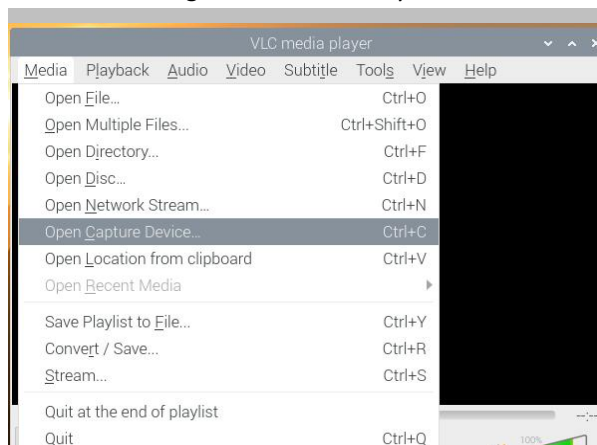 VLC media player
Media Playback Audio Video Subtitle Tools View Help
Open File... Ctrl+O
Open Multiple Files... Ctrl+Shift+O
Open Directory... Ctrl+F
Open Disc... Ctrl+D
Open Network Stream... Ctrl+N
Open Capture Device... Ctrl+C
Open Location from clipboard Ctrl+V
Open Recent Media
Save Playlist to File... Ctrl+Y
Convert / Save... Ctrl+R
Stream... Ctrl+S
Quit at the end of playlist
--:--
Quit Ctrl+Q
100%